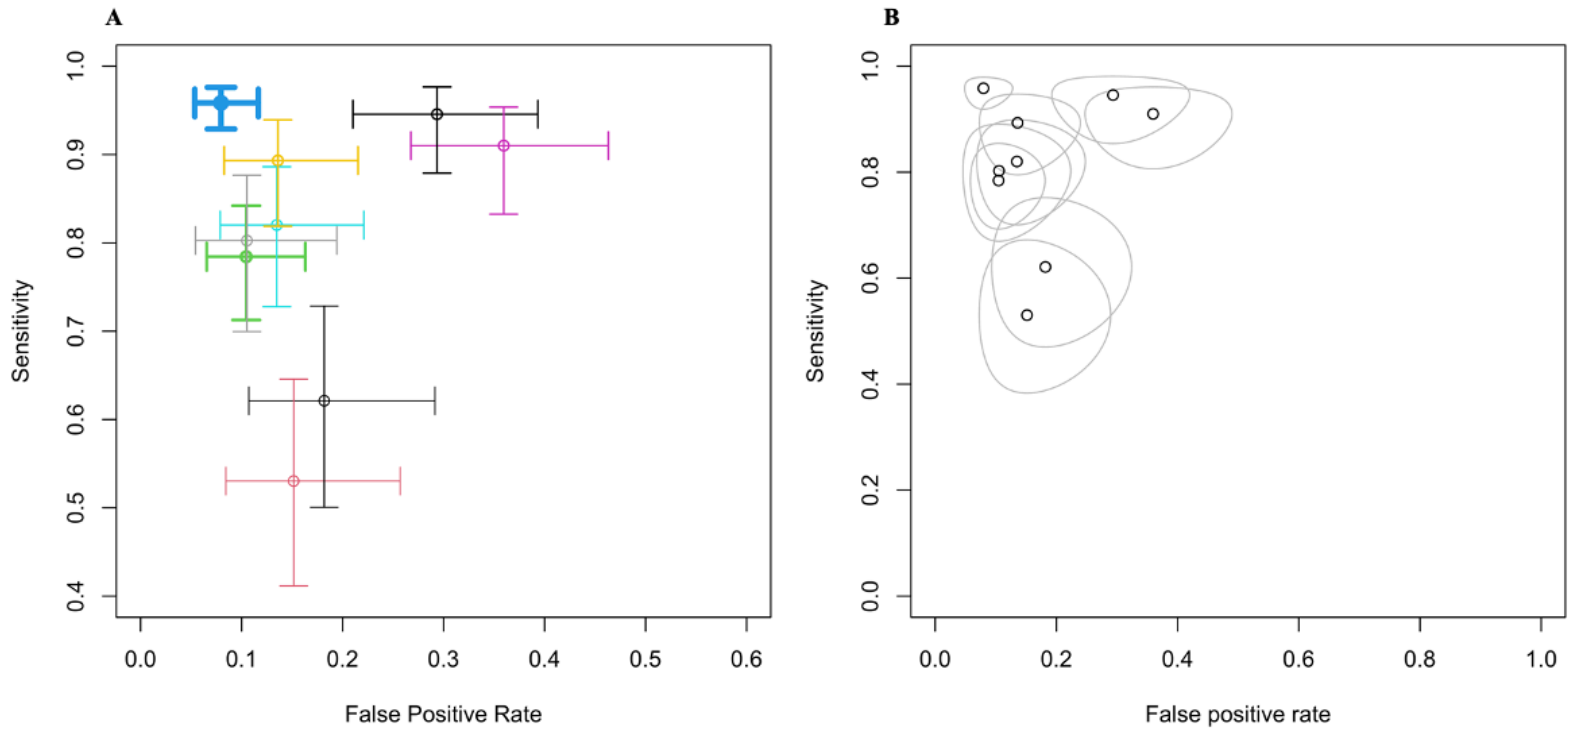 A
Sensitivity
1.0
0.9
0.8
0.7
0.6
0.5
0.4
0.0 0.1 0.2 0.3 0.4 0.5 0.6
False Positive Rate
B
Sensitivity
1.0
0.8
0.6
0.4
0.2
0.0
0.0 0.2 0.4 0.6 0.8 1.0
False positive rate